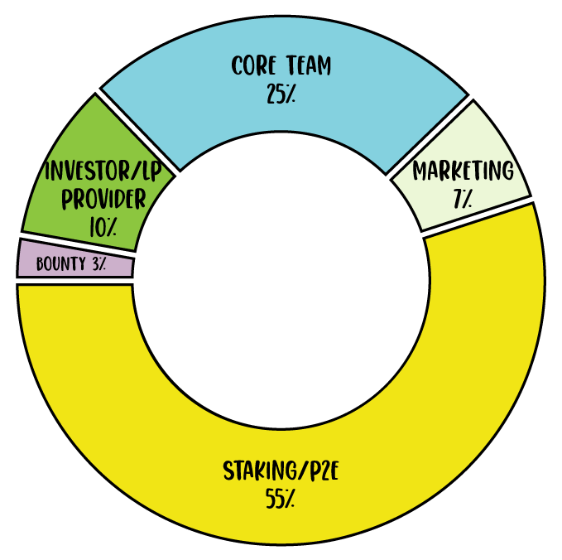 CORE TEAM
25%
INVESTOR/LP
PROVIDER
10%
MARKETING
7%
BOUNTY 3%
STAKING/P2E
55%